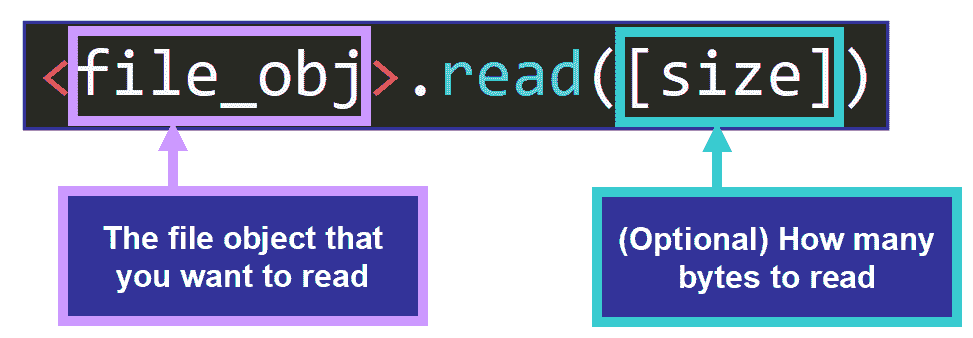 <file_obj>.read([size])
The file object that
you want to read
(Optional) How many
bytes to read